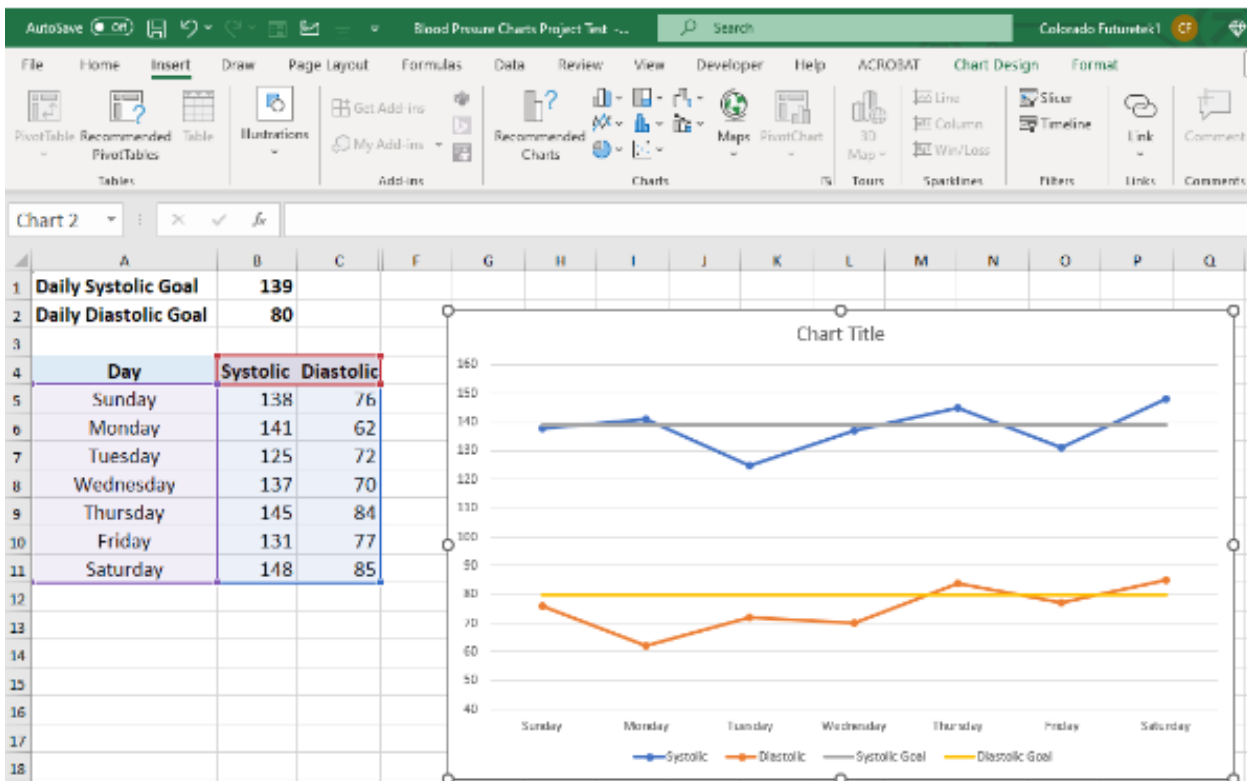 AutoSave Off Blood Pressure Charts Project Test -... Search Colorado Futuretek1 CF
File Home Insert Draw Page Layout Formulas Data Review View Developer Help ACROBAT Chart Design Format
PivotTable Recommended PivotTables Table Illustrations Get Add-ins My Add-ins Recommended Charts Maps PivotChart 3D Map Line Column Win/Loss Slicer Timeline Link Comment
Tables Add-ins Charts Tours Sparklines Filters Links Comments
Chart 2 fx
A B C F G H I J K L M N O P Q
1 Daily Systolic Goal 139
2 Daily Diastolic Goal 80
3
4 Day Systolic Diastolic
5 Sunday 138 76
6 Monday 141 62
7 Tuesday 125 72
8 Wednesday 137 70
9 Thursday 145 84
10 Friday 131 77
11 Saturday 148 85
12
13
14
15
16
17
18
Chart Title
160
150
140
130
120
110
100
90
80
70
60
50
40
Sunday Monday Tuesday Wednesday Thursday Friday Saturday
Systolic Diastolic Systolic Goal Diastolic Goal